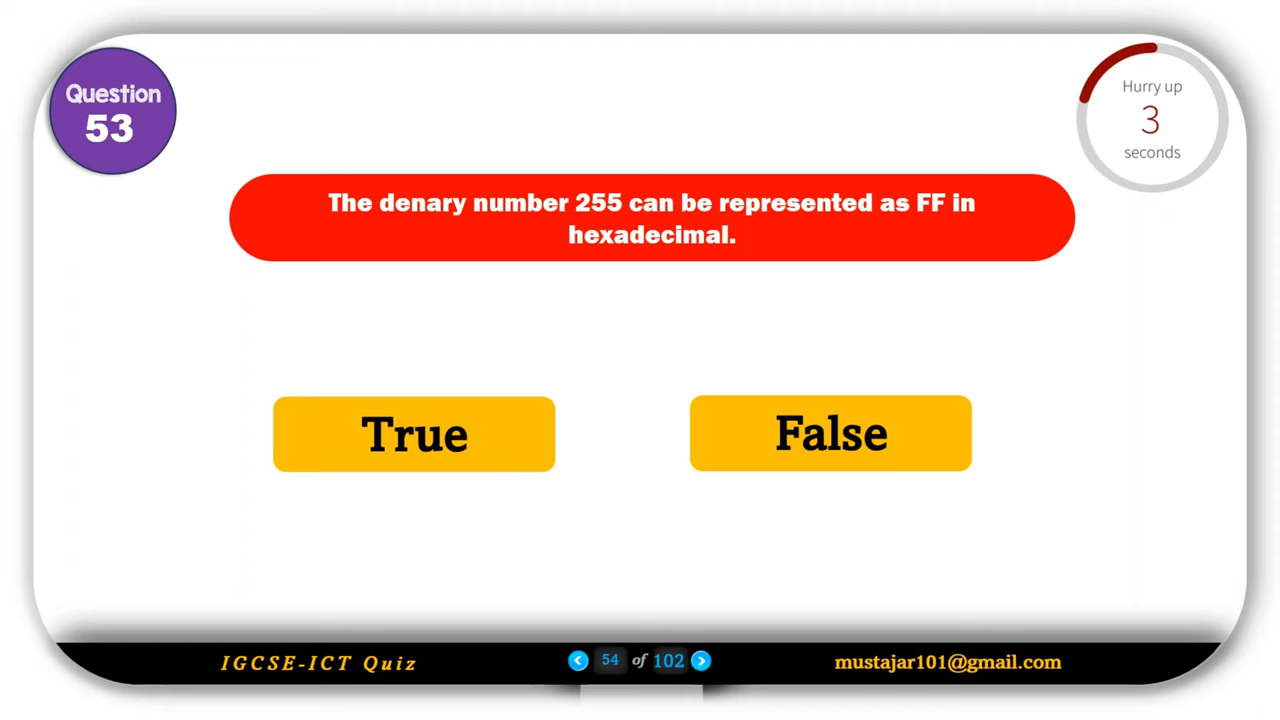 Question
53
Hurry up
3
seconds
The denary number 255 can be represented as FF in
hexadecimal.
True
False
IGCSE-ICT Quiz
54 of 102
mustajar101@gmail.com